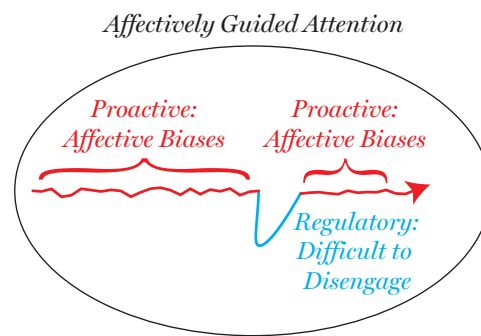 Affectively Guided Attention
Proactive:
Affective Biases
Proactive:
Affective Biases
Regulatory:
Difficult to
Disengage